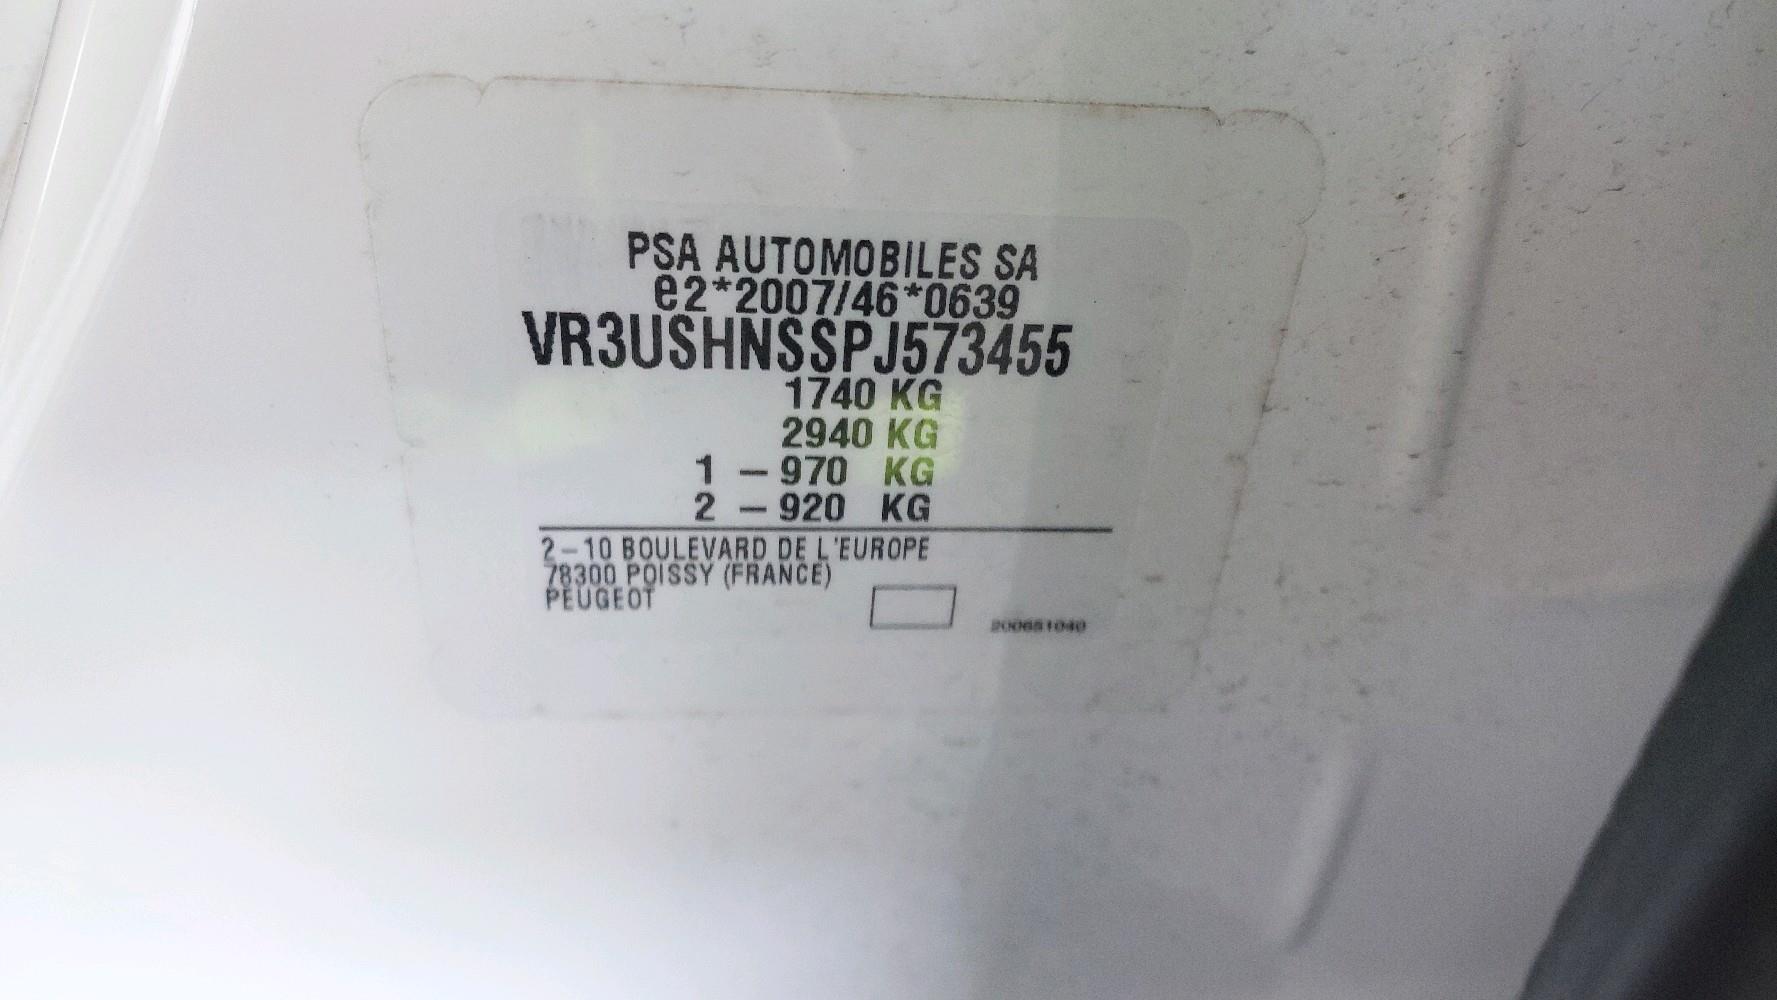 PSA AUTOMOBILES SA
e2*2007/46*0639
VR3USHNSSPJ573455
1740 KG
2940 KG
1 - 970 KG
2 - 920 KG
2-10 BOULEVARD DE L'EUROPE
78300 POISSY (FRANCE)
PEUGEOT